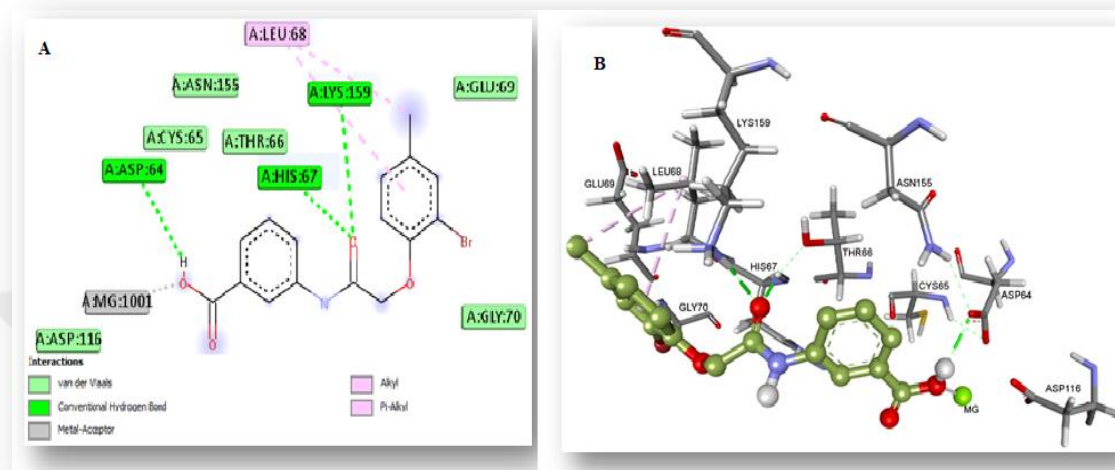 A
A:LEU:68
A:ASN:155
A:LYS:159
A:GLU:69
A:CYS:65
A:THR:66
A:ASP:64
A:HIS:67
H
O
Br
N
H
O
O
A:MG:1001
O
A:GLY:70
A:ASP:116
Interactions
van der Waals
Conventional Hydrogen Bond
Metal-Acceptor
Alkyl
Pi-Alkyl
B
LYS159
GLU69
LEU68
ASN155
HIS67
THR66
GLY70
CYS65
ASP64
MG
ASP116